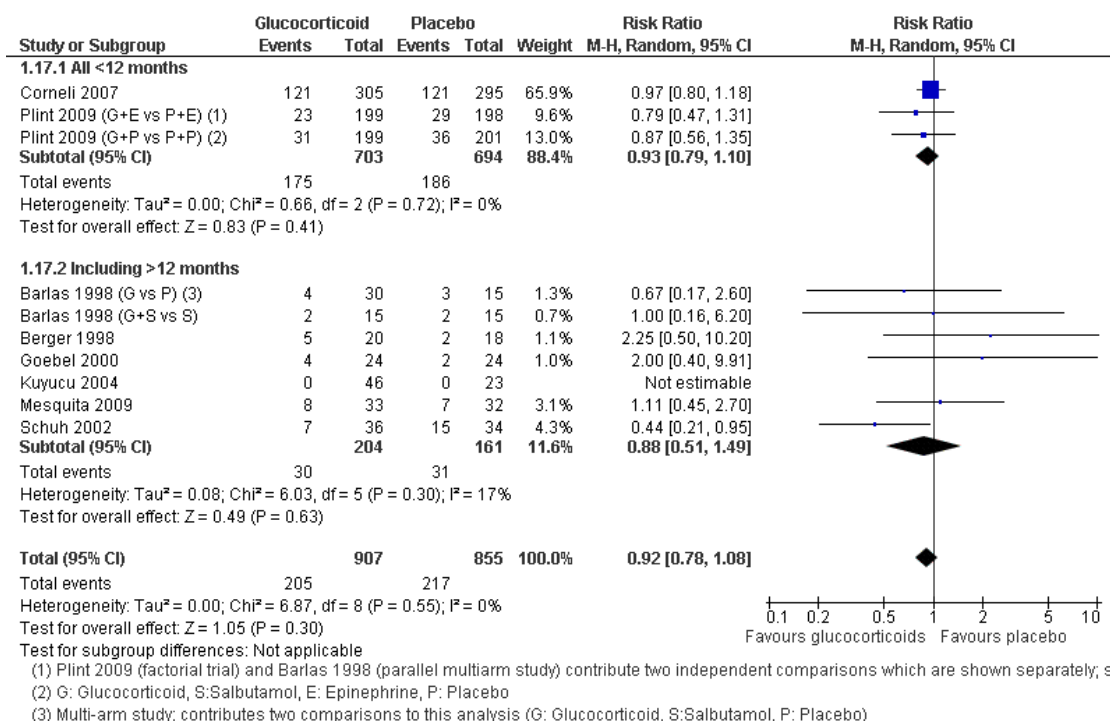 Glucocorticoid Placebo Risk Ratio Risk Ratio
Study or Subgroup Events Total Events Total Weight M-H, Random, 95% CI M-H, Random, 95% CI
1.17.1 All <12 months
Corneli 2007 121 305 121 295 65.9% 0.97 [0.80, 1.18]
Plint 2009 (G+E vs P+E) (1) 23 199 29 198 9.6% 0.79 [0.47, 1.31]
Plint 2009 (G+P vs P+P) (2) 31 199 36 201 13.0% 0.87 [0.56, 1.35]
Subtotal (95% CI) 703 694 88.4% 0.93 [0.79, 1.10]
Total events 175 186
Heterogeneity: Tau² = 0.00; Chi² = 0.66, df = 2 (P = 0.72); I² = 0%
Test for overall effect: Z = 0.83 (P = 0.41)
1.17.2 Including >12 months
Barlas 1998 (G vs P) (3) 4 30 3 15 1.3% 0.67 [0.17, 2.60]
Barlas 1998 (G+S vs S) 2 15 2 15 0.7% 1.00 [0.16, 6.20]
Berger 1998 5 20 2 18 1.1% 2.25 [0.50, 10.20]
Goebel 2000 4 24 2 24 1.0% 2.00 [0.40, 9.91]
Kuyucu 2004 0 46 0 23 Not estimable
Mesquita 2009 8 33 7 32 3.1% 1.11 [0.45, 2.70]
Schuh 2002 7 36 15 34 4.3% 0.44 [0.21, 0.95]
Subtotal (95% CI) 204 161 11.6% 0.88 [0.51, 1.49]
Total events 30 31
Heterogeneity: Tau² = 0.08; Chi² = 6.03, df = 5 (P = 0.30); I² = 17%
Test for overall effect: Z = 0.49 (P = 0.63)
Total (95% CI) 907 855 100.0% 0.92 [0.78, 1.08]
Total events 205 217
Heterogeneity: Tau² = 0.00; Chi² = 6.87, df = 8 (P = 0.55); I² = 0%
Test for overall effect: Z = 1.05 (P = 0.30)
Test for subgroup differences: Not applicable
0.1 0.2 0.5 1 2 5 10
Favours glucocorticoids Favours placebo
(1) Plint 2009 (factorial trial) and Barlas 1998 (parallel multiarm study) contribute two independent comparisons which are shown separately; s
(2) G: Glucocorticoid, S:Salbutamol, E: Epinephrine, P: Placebo
(3) Multi-arm study; contributes two comparisons to this analysis (G: Glucocorticoid, S:Salbutamol, P: Placebo)